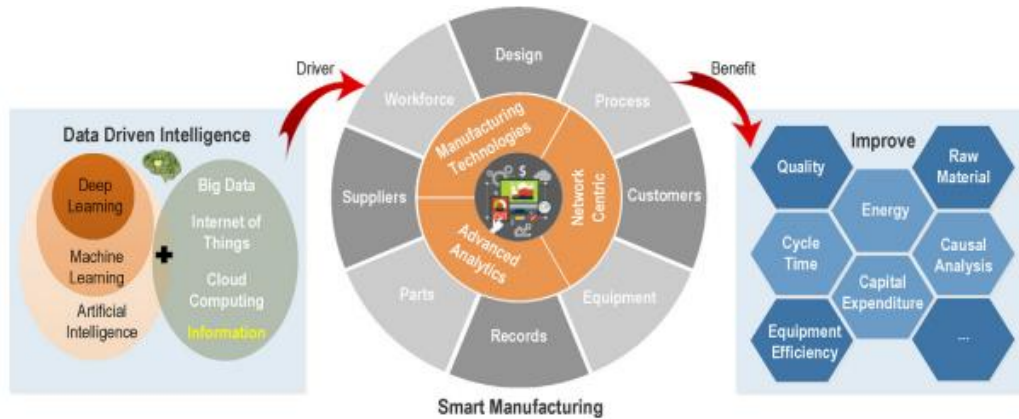 Driver
Benefit
Data Driven Intelligence
Deep
Learning
Machine
Learning
Artificial
Intelligence
Big Data
Internet of
Things
Cloud
Computing
Information
Design
Process
Customers
Equipment
Records
Parts
Suppliers
Workforce
Manufacturing
Technologies
Network
Centric
Advanced
Analytics
$
Smart Manufacturing
Improve
Quality
Raw
Material
Energy
Cycle
Time
Causal
Analysis
Capital
Expenditure
Equipment
Efficiency
...